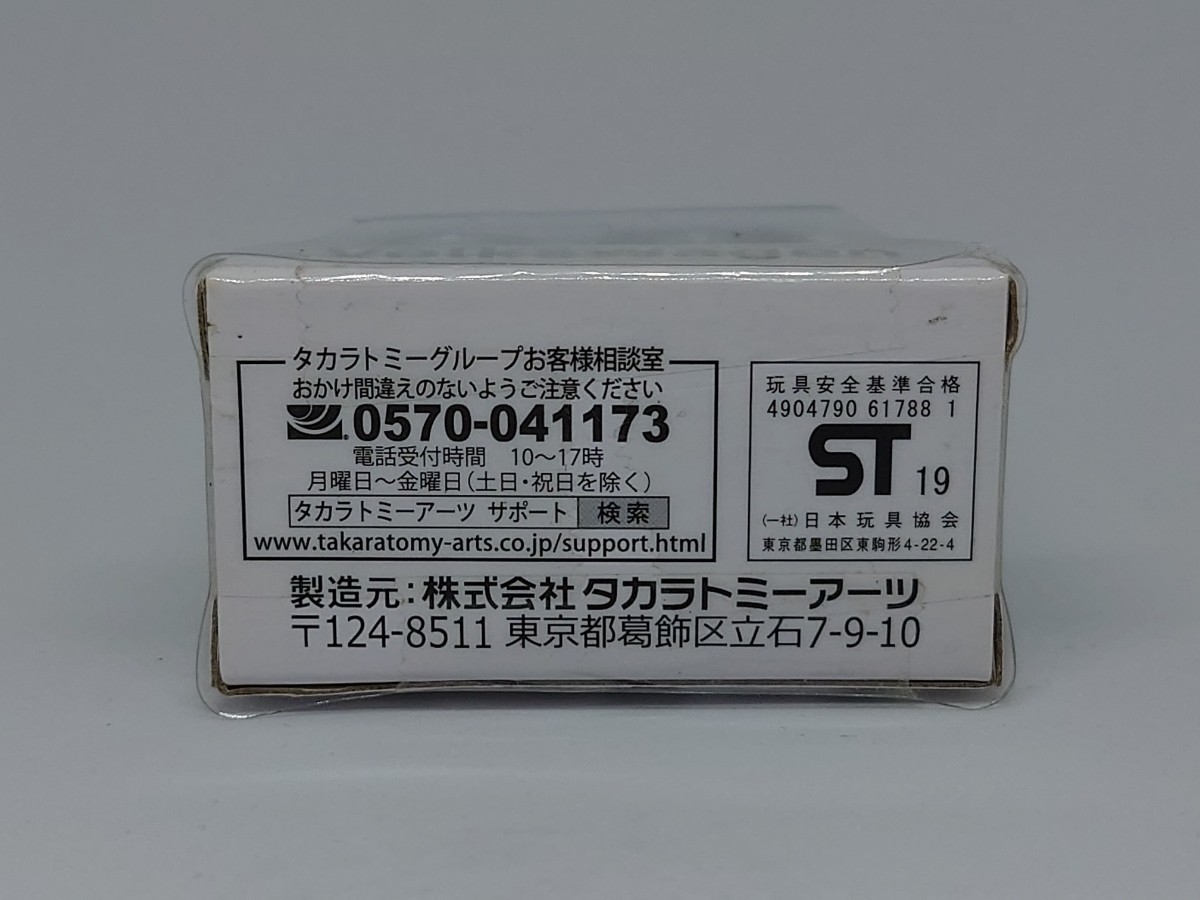 タカラトミーグループお客様相談室
おかけ間違えのないようご注意ください
0570-041173
電話受付時間 10～17時
月曜日～金曜日(土日・祝日を除く)
タカラトミーアーツ サポート 検索
www.takaratomy-arts.co.jp/support.html
玩具安全基準合格
4904790 61788 1
ST 19
(一社)日本玩具協会
東京都墨田区東駒形4-22-4
製造元:株式会社タカラトミーアーツ
〒124-8511 東京都葛飾区立石7-9-10